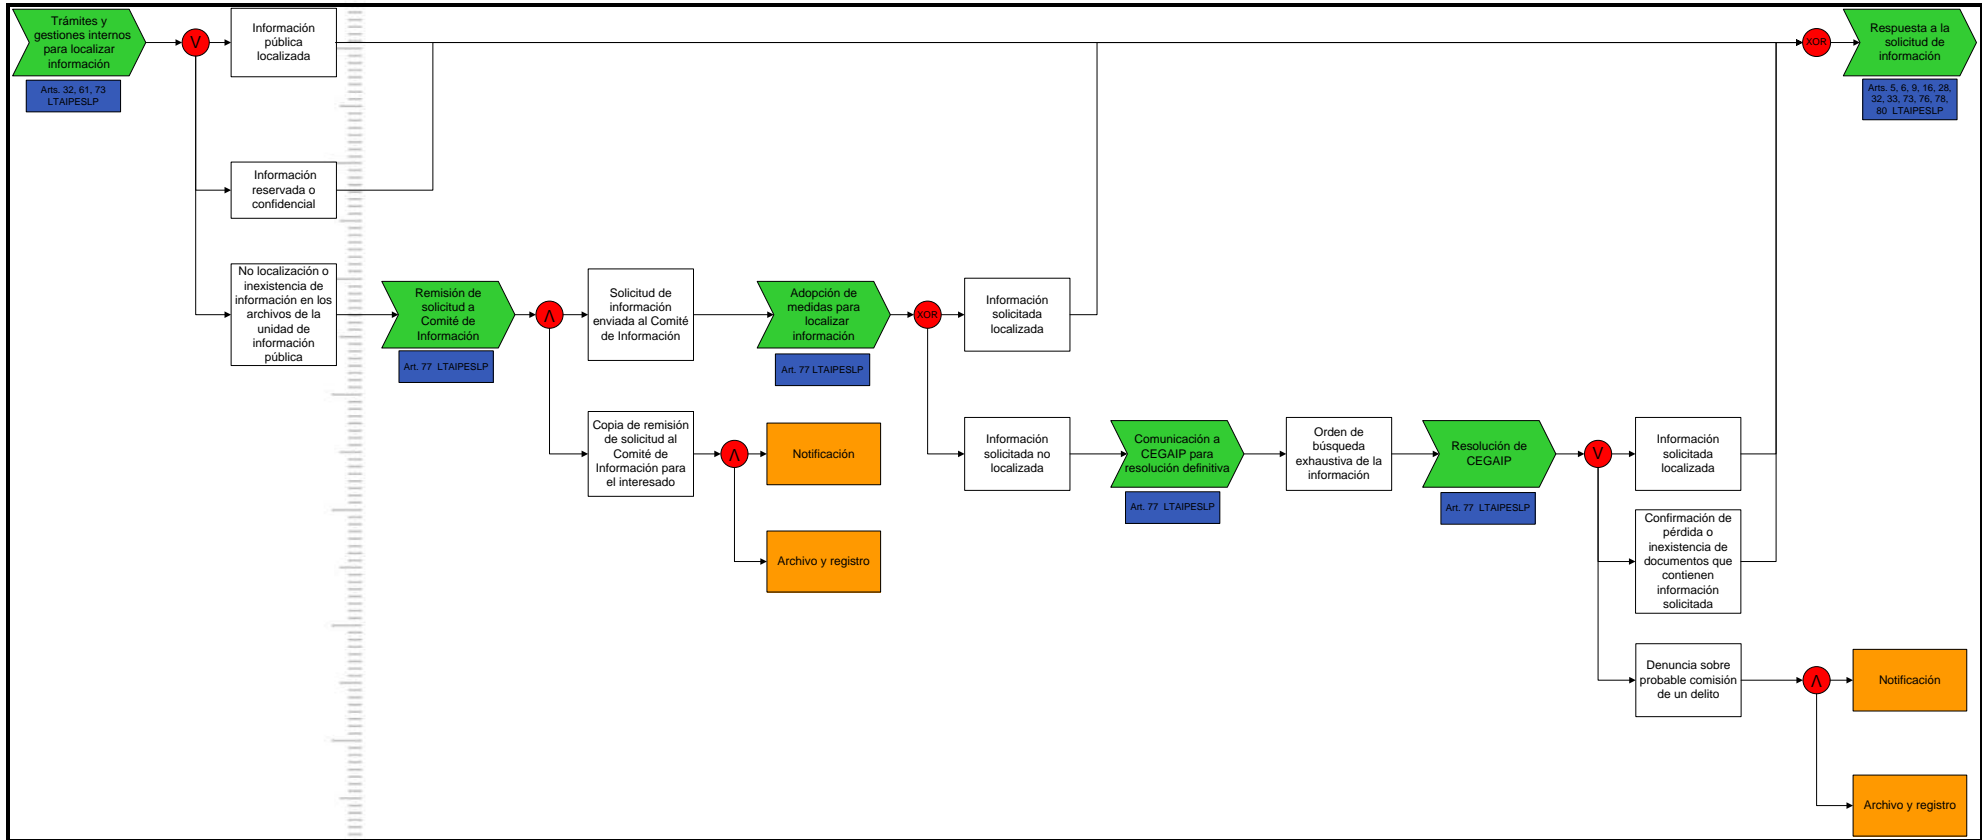 Trámites y
gestiones internos
para localizar
información
Arts. 32, 61, 73
LTAIPESLP
V
Información
pública
localizada
XOR
Respuesta a la
solicitud de
información
Arts. 5, 6, 9, 16, 28,
32, 33, 73, 76, 78,
80 LTAIPESLP
Información
reservada o
confidencial
No localización o
inexistencia de
información en los
archivos de la
unidad de
información
pública
Remisión de
solicitud a
Comité de
Información
Art. 77 LTAIPESLP
Λ
Solicitud de
información
enviada al Comité
de Información
Adopción de
medidas para
localizar
información
Art. 77 LTAIPESLP
XOR
Información
solicitada
localizada
Copia de remisión
de solicitud al
Comité de
Información para
el interesado
Λ
Notificación
Archivo y registro
Información
solicitada no
localizada
Comunicación a
CEGAIP para
resolución definitiva
Art. 77 LTAIPESLP
Orden de
búsqueda
exhaustiva de la
información
Resolución de
CEGAIP
Art. 77 LTAIPESLP
V
Información
solicitada
localizada
Confirmación de
pérdida o
inexistencia de
documentos que
contienen
información
solicitada
Denuncia sobre
probable comisión
de un delito
Λ
Notificación
Archivo y registro